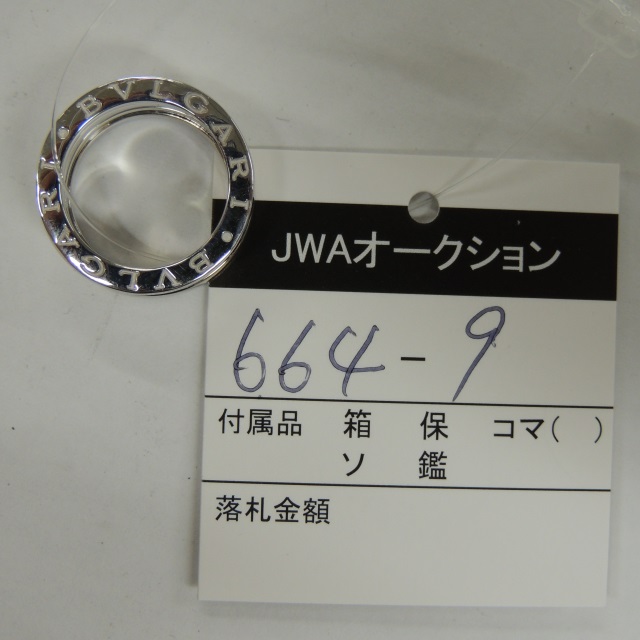 BVLGARI • BVLGARI •
JWAオークション
664-9
付属品 箱 保 コマ( )
ソ 鑑
落札金額